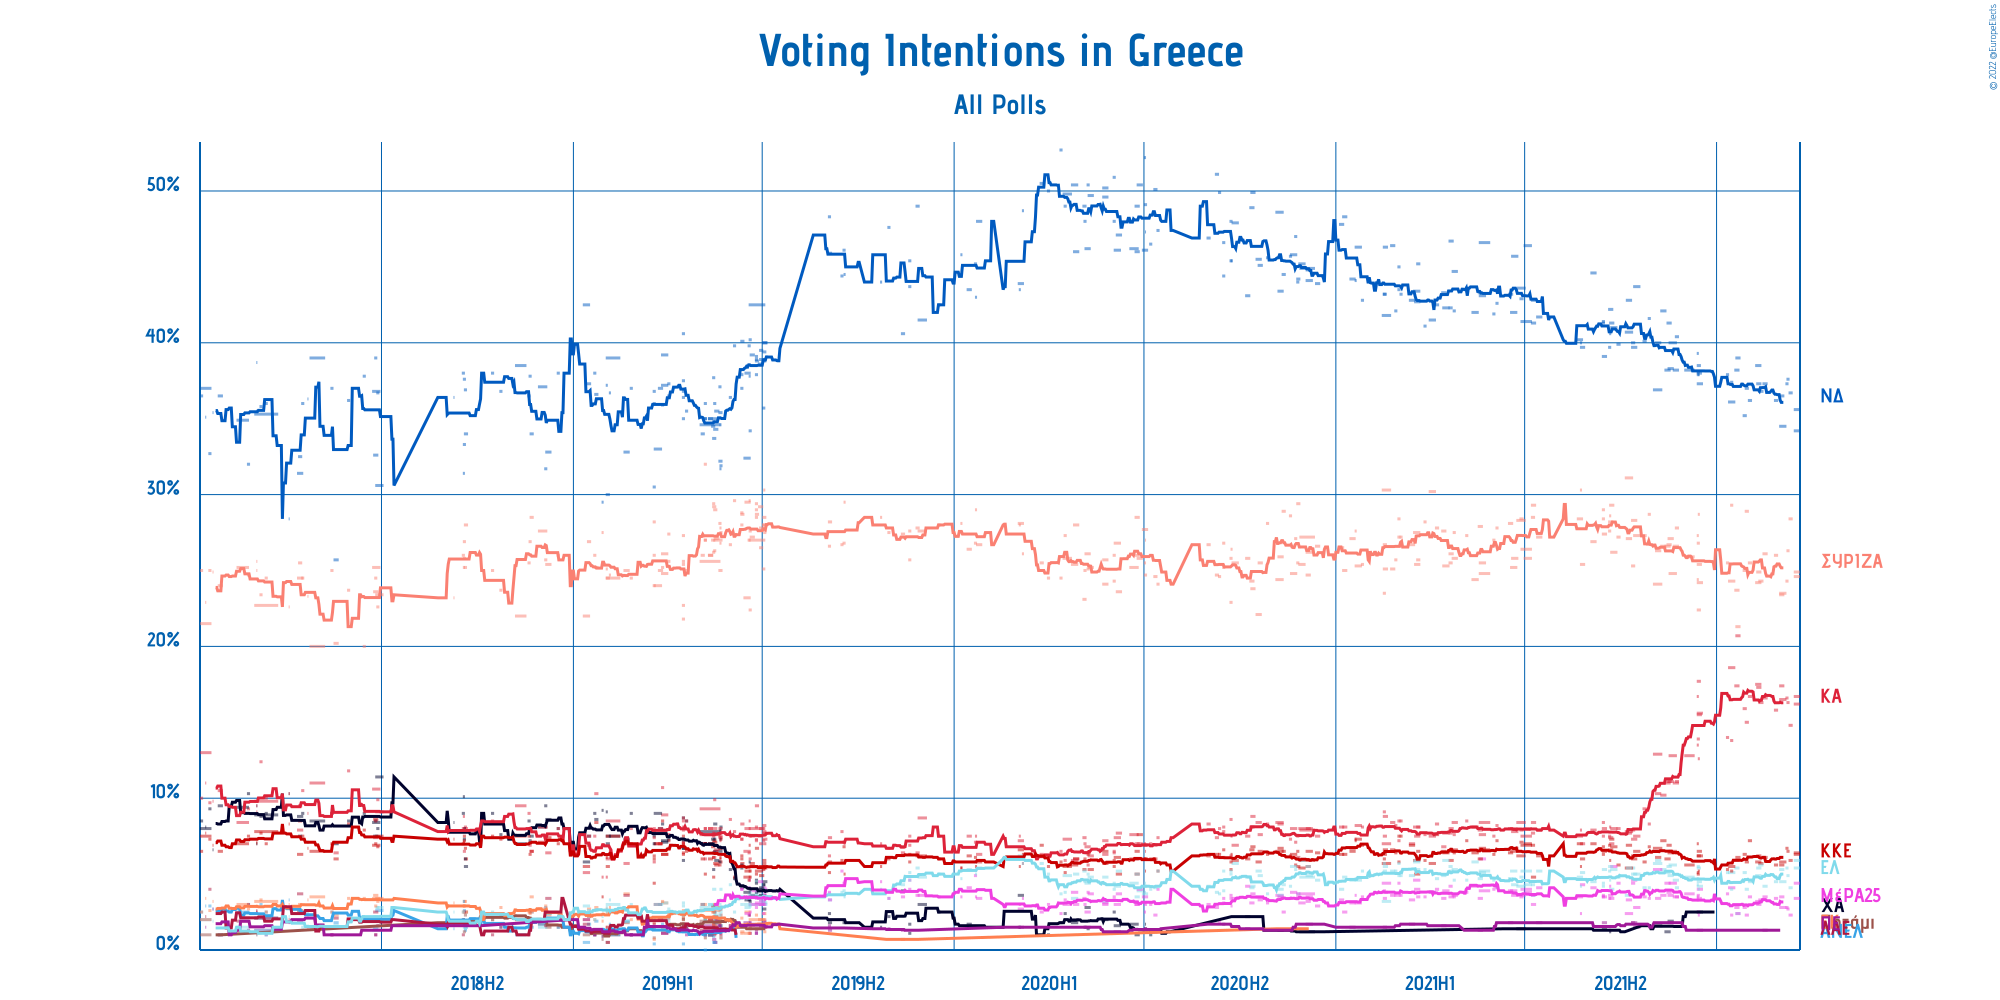 © 2022 @EuropeElects
Voting Intentions in Greece
All Polls
50%
40%
30%
20%
10%
0%
ΝΔ
ΣΥΡΙΖΑ
ΚΑ
ΚΚΕ
ΕΛ
ΜέΡΑ25
ΧΑ
2018H2
2019H1
2019H2
2020H1
2020H2
2021H1
2021H2